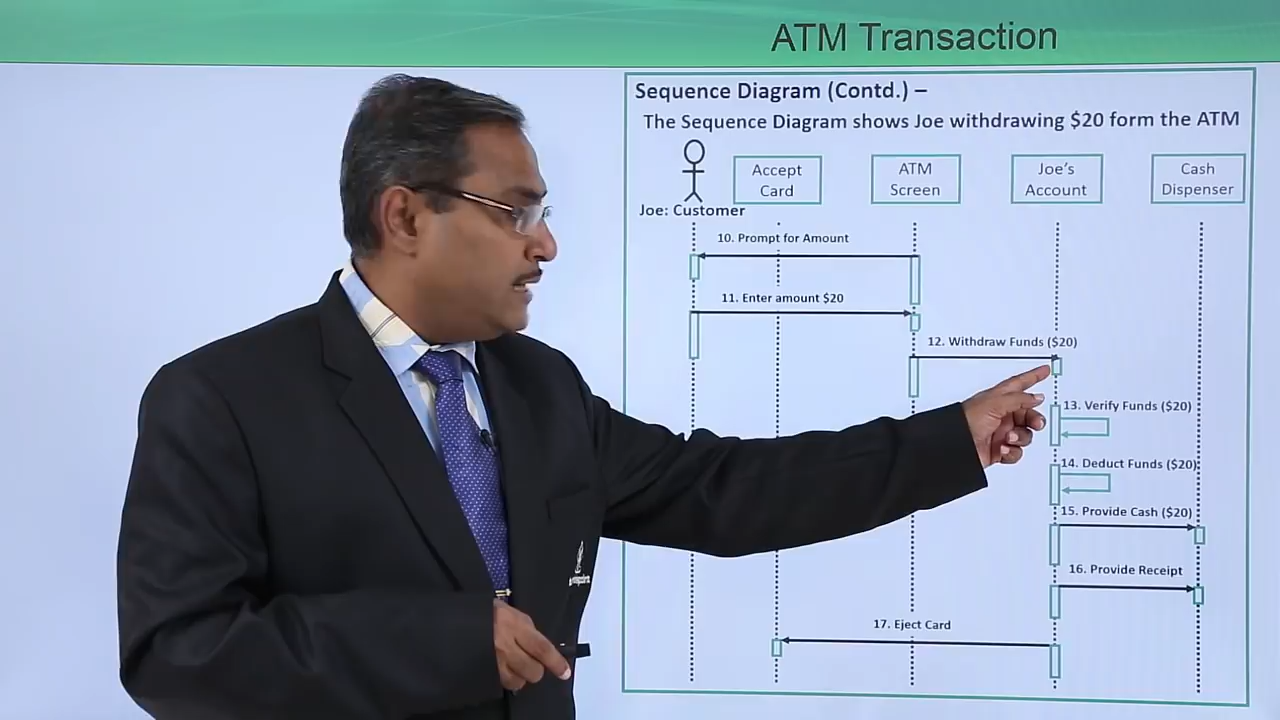 ATM Transaction
Sequence Diagram (Contd.) –
The Sequence Diagram shows Joe withdrawing $20 form the ATM
Accept
Card
ATM
Screen
Joe's
Account
Cash
Dispenser
Joe: Customer
10. Prompt for Amount
11. Enter amount $20
12. Withdraw Funds ($20)
13. Verify Funds ($20)
14. Deduct Funds ($20)
15. Provide Cash ($20)
16. Provide Receipt
17. Eject Card